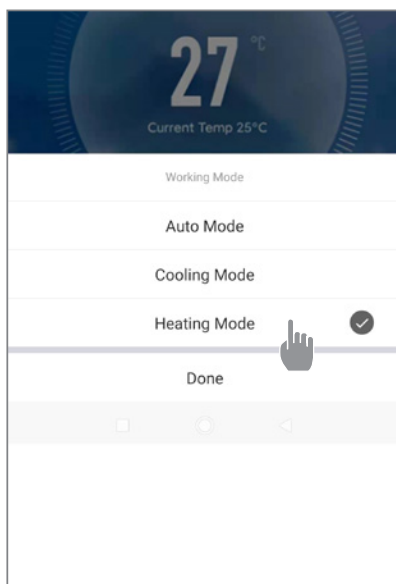 27 °C
Current Temp 25°C
Working Mode
Auto Mode
Cooling Mode
Heating Mode
Done